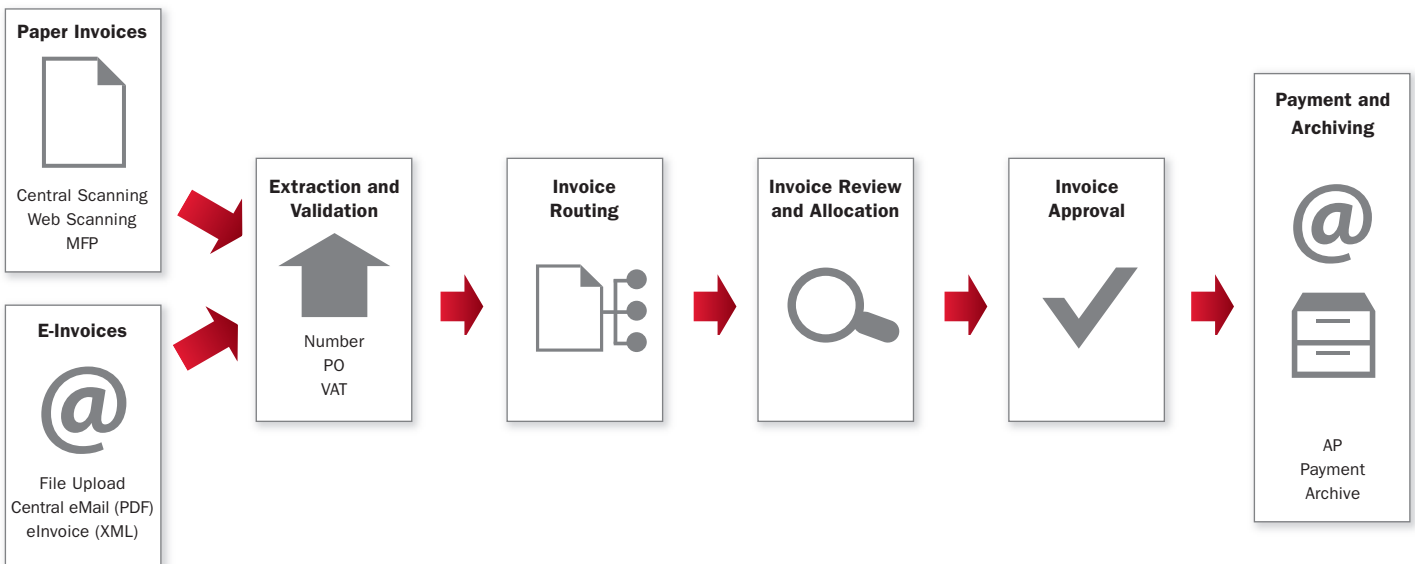 Paper Invoices
Central Scanning
Web Scanning
MFP
E-Invoices
@
File Upload
Central eMail (PDF)
eInvoice (XML)
Extraction and
Validation
Number
PO
VAT
Invoice
Routing
Invoice Review
and Allocation
Invoice
Approval
Payment and
Archiving
@
AP
Payment
Archive